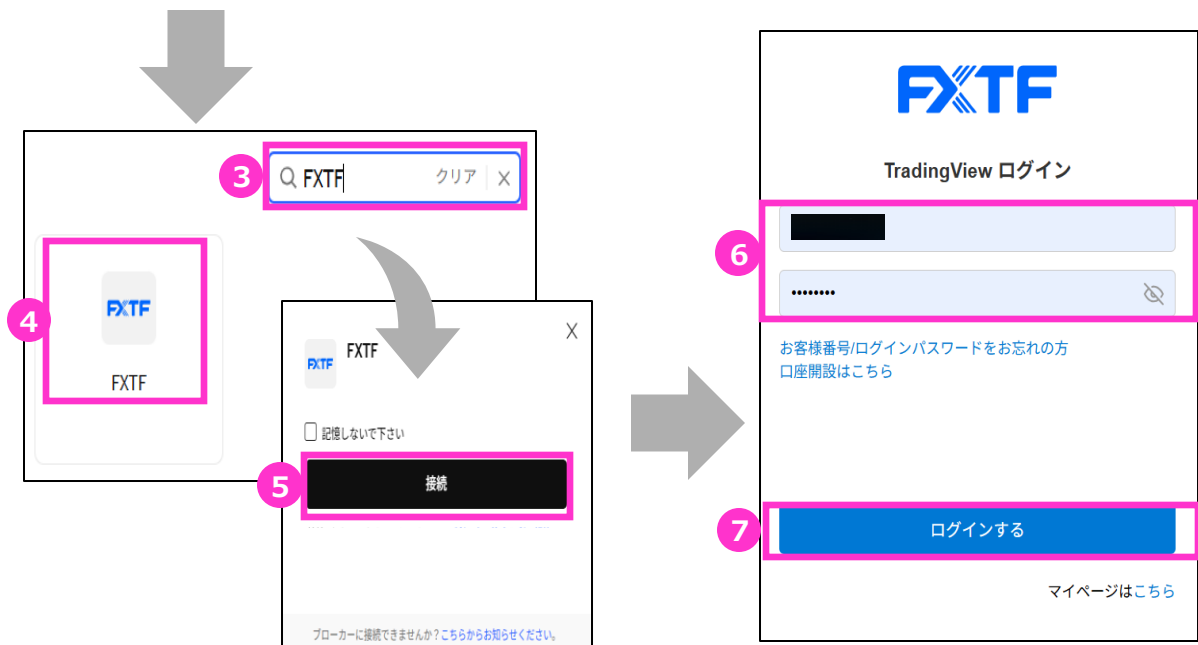 3
FXTF
クリア
X
4
FXTF
FXTF
FXTF
FXTF
X
記憶しないで下さい
5
接続
ブローカーに接続できませんか？こちらからお知らせください。
FXTF
TradingView ログイン
6
••••••••
お客様番号/ログインパスワードをお忘れの方
口座開設はこちら
7
ログインする
マイページはこちら